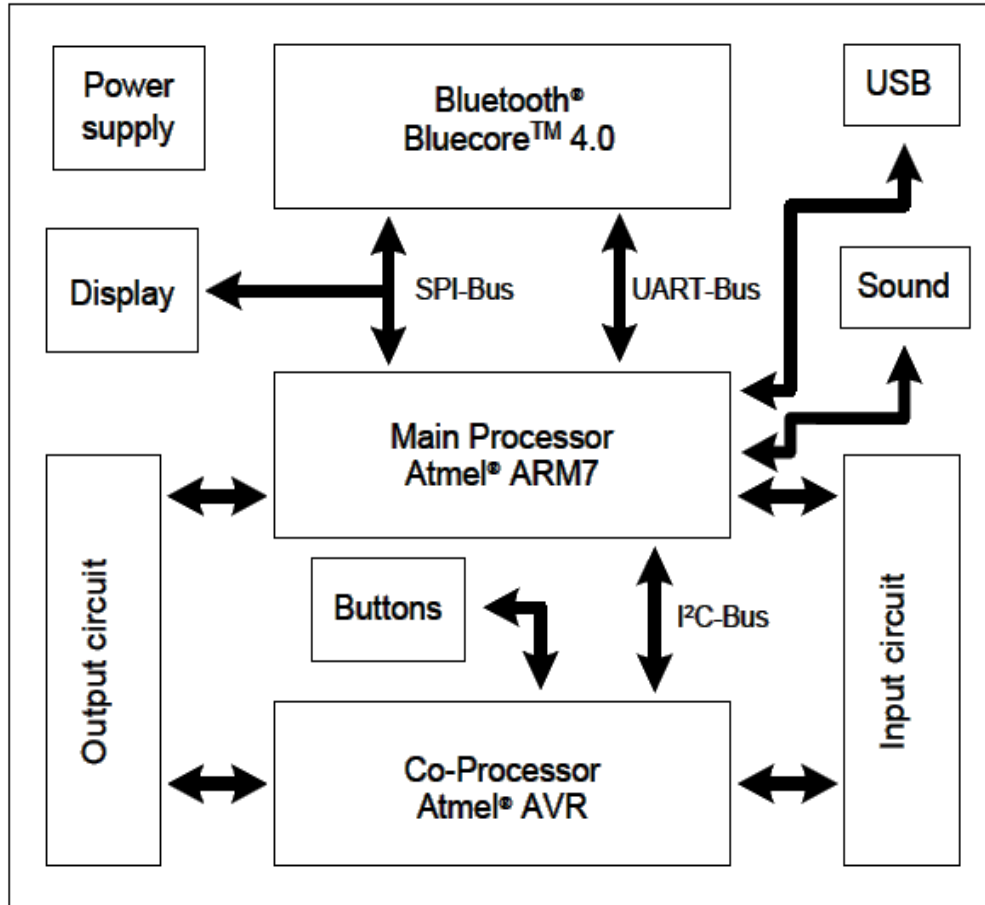 Power
supply
Bluetooth®
Bluecore™ 4.0
USB
Display
SPI-Bus
UART-Bus
Sound
Main Processor
Atmel® ARM7
Output circuit
Buttons
I²C-Bus
Input circuit
Co-Processor
Atmel® AVR